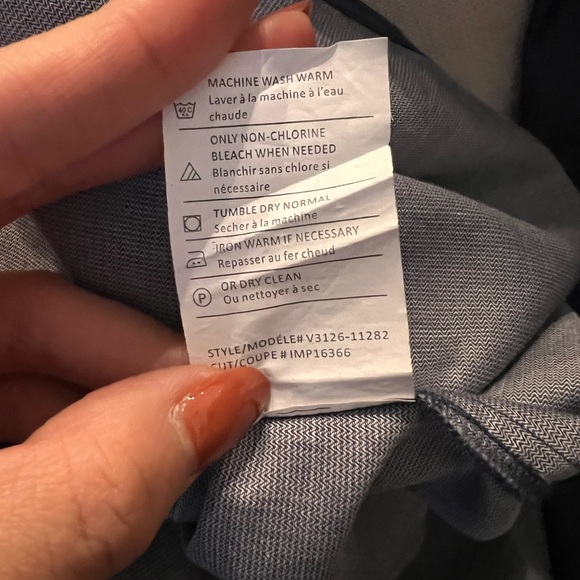 MACHINE WASH WARM
Laver à la machine à l'eau
chaude
40C
ONLY NON-CHLORINE
BLEACH WHEN NEEDED
Blanchir sans chlore si
nécessaire
TUMBLE DRY NORMAL
Secher à la machine
IRON WARM IF NECESSARY
Repasser au fer cheud
P
OR DRY CLEAN
Ou nettoyer à sec
STYLE/MODÉLE# V3126-11282
CUT/COUPE # IMP16366